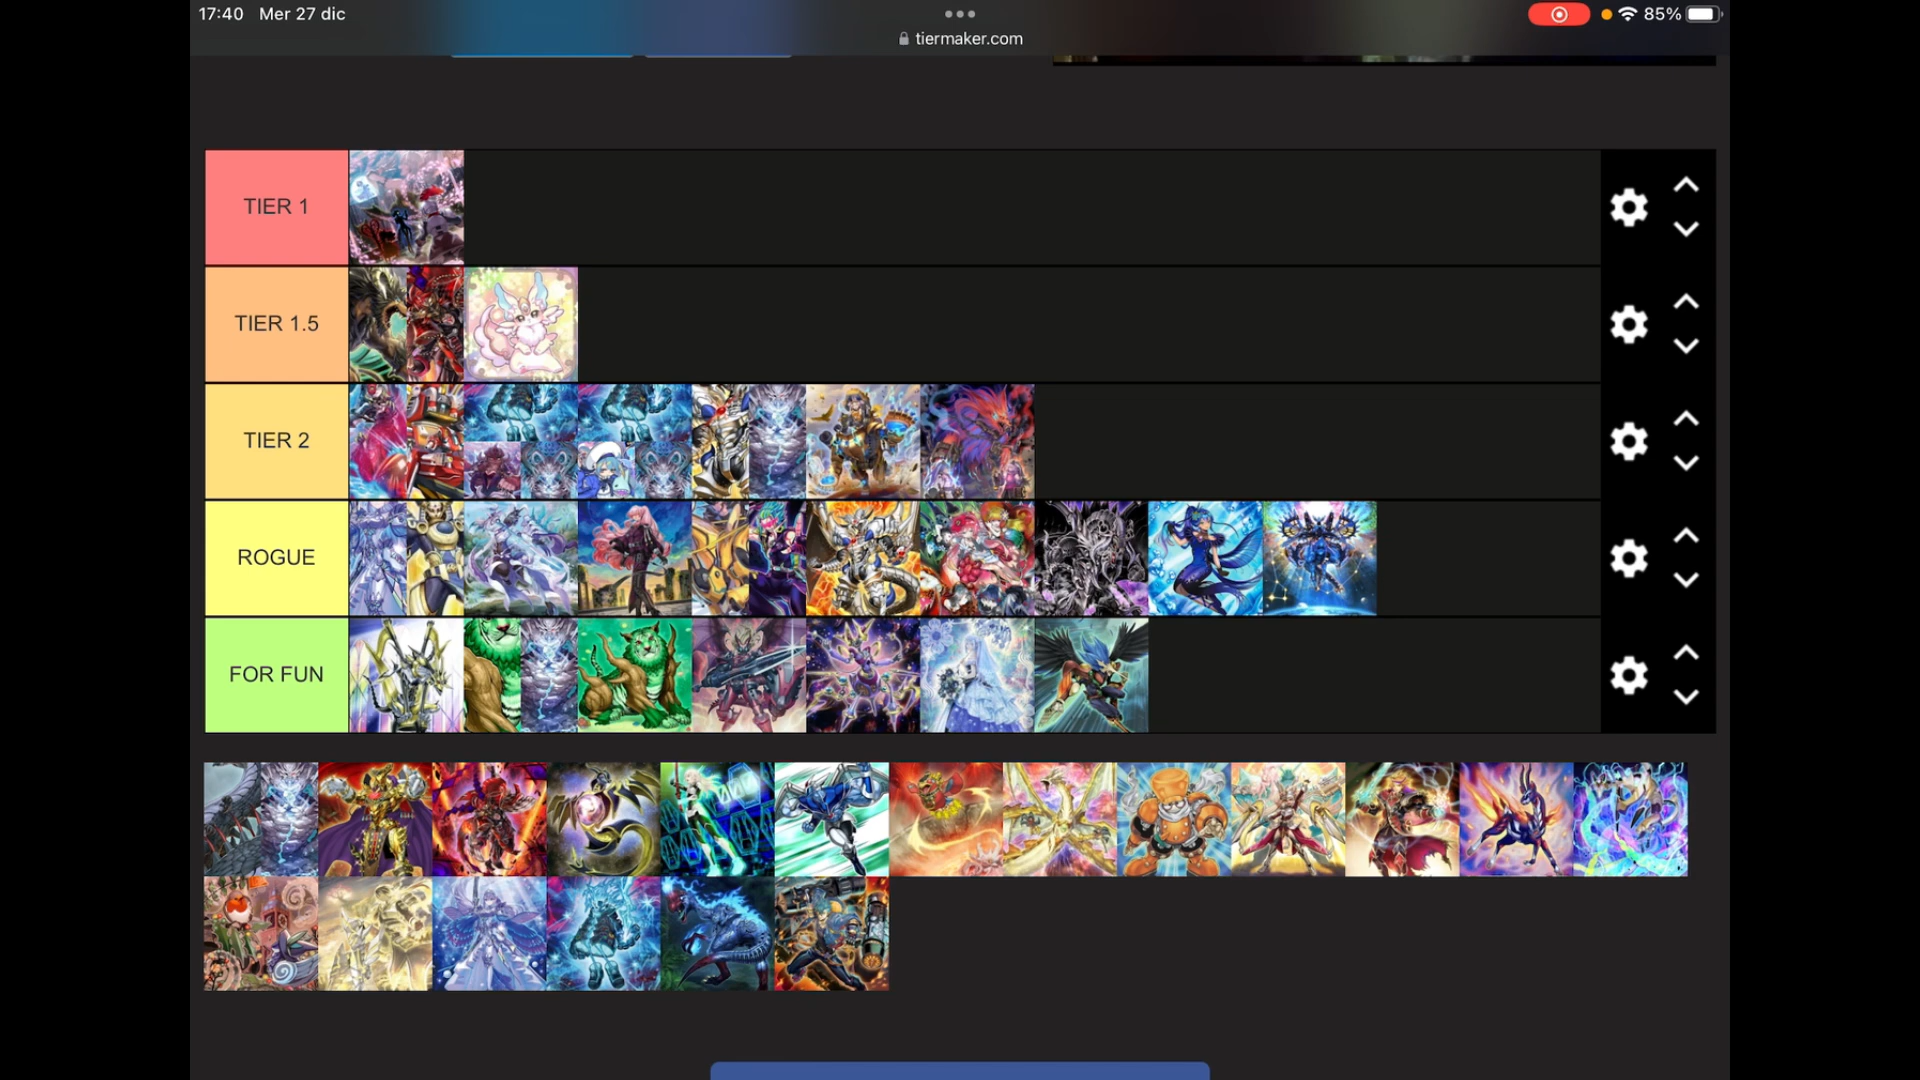 17:40 Mer 27 dic
85%
tiermaker.com
TIER 1
TIER 1.5
TIER 2
ROGUE
FOR FUN